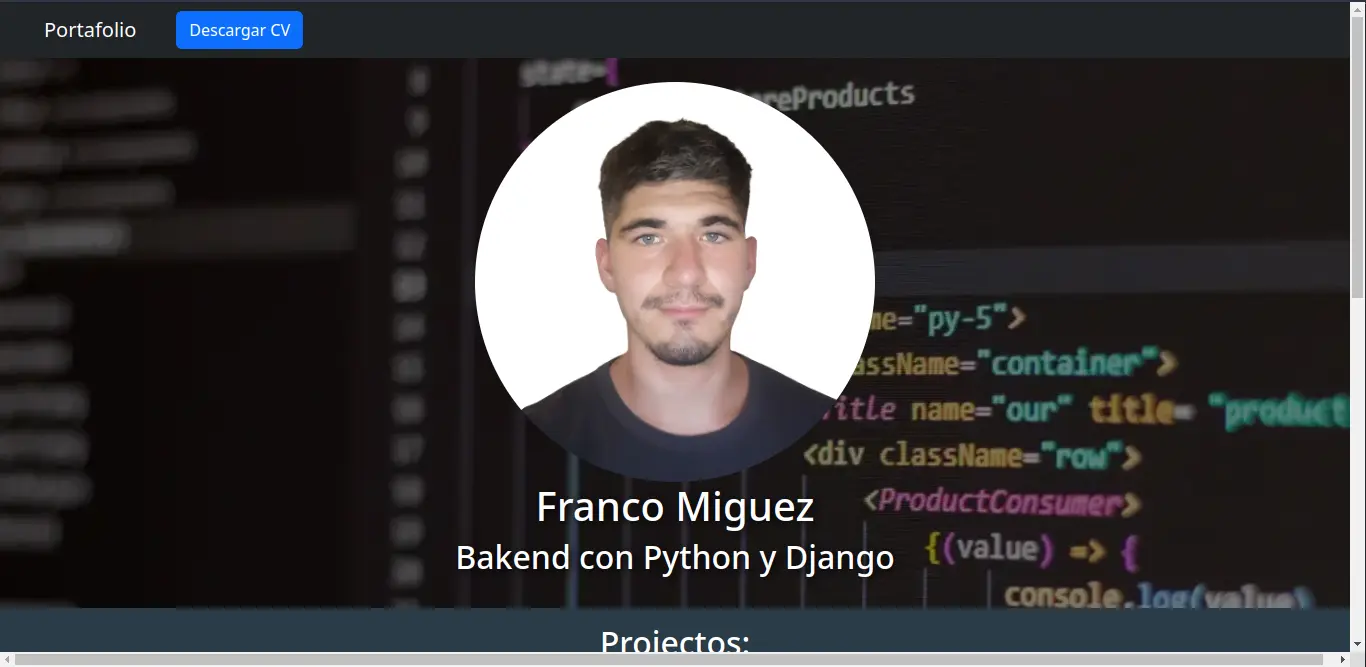 Portafolio
Descargar CV
state={
reProducts
me="py-5">
assName="container">
Title name="our" title= "product
<div className="row">
<ProductConsumer>
{(value) => {
console.log(value)
Franco Miguez
Bakend con Python y Django
Projectos: